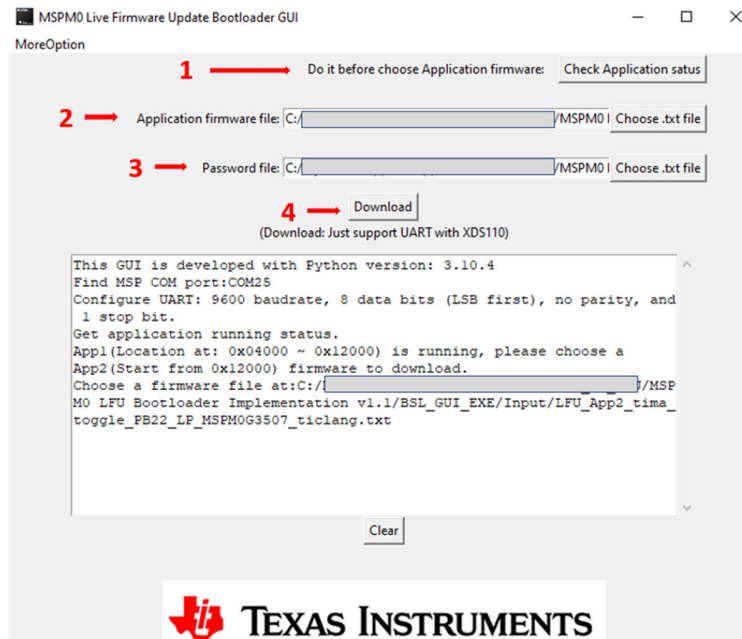 MSPM0 Live Firmware Update Bootloader GUI
MoreOption
1 Do it before choose Application firmware: Check Application satus
2 Application firmware file: C:/ /MSPM0 Choose .txt file
3 Password file: C:/ /MSPM0 Choose .txt file
4 Download
(Download: Just support UART with XDS110)
This GUI is developed with Python version: 3.10.4
Find MSP COM port:COM25
Configure UART: 9600 baudrate, 8 data bits (LSB first), no parity, and
1 stop bit.
Get application running status.
App1(Location at: 0x04000 ~ 0x12000) is running, please choose a
App2(Start from 0x12000) firmware to download.
Choose a firmware file at:C:/ /MSP
M0 LFU Bootloader Implementation v1.1/BSL_GUI_EXE/Input/LFU_App2_tima_
toggle_PB22_LP_MSPM0G3507_ticlang.txt
Clear
TEXAS INSTRUMENTS